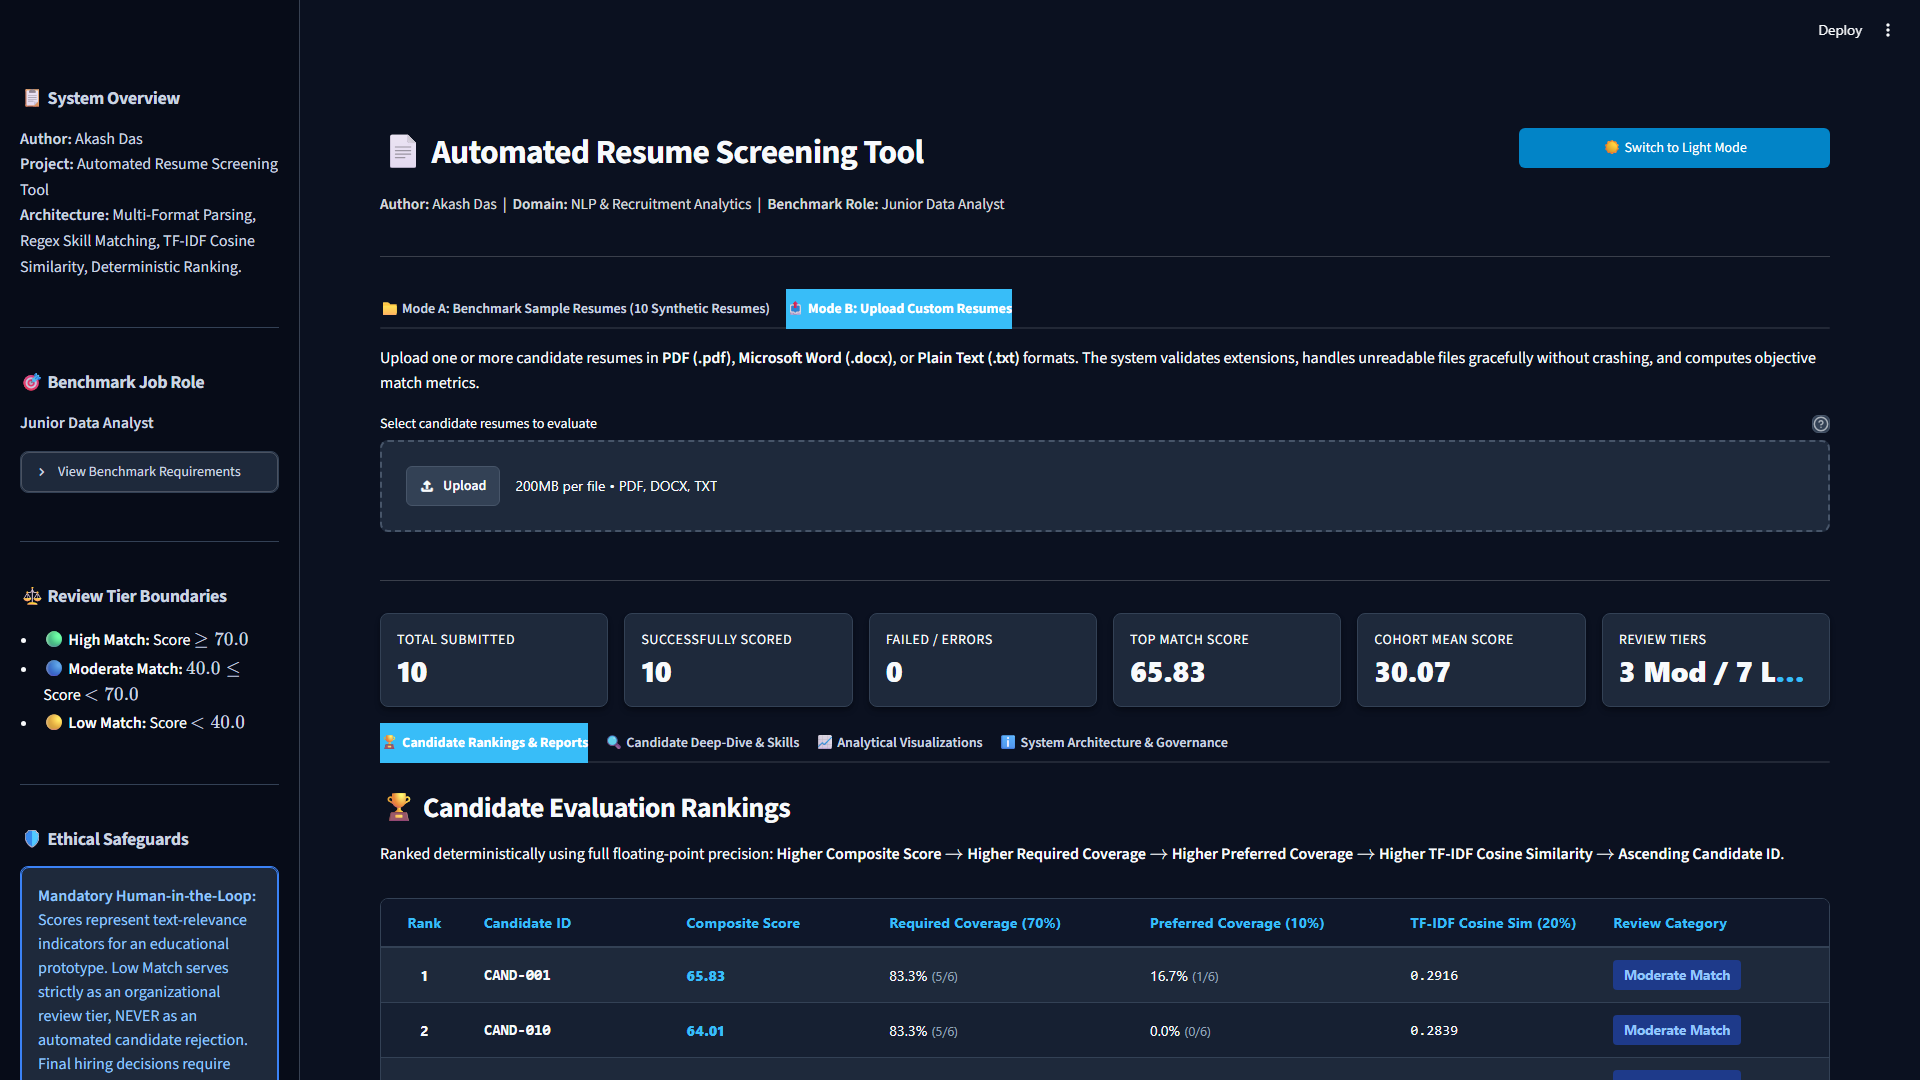 Deploy
System Overview
Author: Akash Das
Project: Automated Resume Screening
Tool
Architecture: Multi-Format Parsing,
Regex Skill Matching, TF-IDF Cosine
Similarity, Deterministic Ranking.
Benchmark Job Role
Junior Data Analyst
View Benchmark Requirements
Review Tier Boundaries
• High Match: Score ≥ 70.0
• Moderate Match: 40.0 ≤
Score < 70.0
• Low Match: Score < 40.0
Ethical Safeguards
Mandatory Human-in-the-Loop:
Scores represent text-relevance
indicators for an educational
prototype. Low Match serves
strictly as an organizational
review tier, NEVER as an
automated candidate rejection.
Final hiring decisions require
Automated Resume Screening Tool
Switch to Light Mode
Author: Akash Das | Domain: NLP & Recruitment Analytics | Benchmark Role: Junior Data Analyst
Mode A: Benchmark Sample Resumes (10 Synthetic Resumes) Mode B: Upload Custom Resumes
Upload one or more candidate resumes in PDF (.pdf), Microsoft Word (.docx), or Plain Text (.txt) formats. The system validates extensions, handles unreadable files gracefully without crashing, and computes objective
match metrics.
Select candidate resumes to evaluate
Upload 200MB per file • PDF, DOCX, TXT
TOTAL SUBMITTED SUCCESSFULLY SCORED FAILED / ERRORS TOP MATCH SCORE COHORT MEAN SCORE REVIEW TIERS
10 10 0 65.83 30.07 3 Mod / 7 L...
Candidate Rankings & Reports Candidate Deep-Dive & Skills Analytical Visualizations System Architecture & Governance
Candidate Evaluation Rankings
Ranked deterministically using full floating-point precision: Higher Composite Score → Higher Required Coverage → Higher Preferred Coverage → Higher TF-IDF Cosine Similarity → Ascending Candidate ID.
Rank Candidate ID Composite Score Required Coverage (70%) Preferred Coverage (10%) TF-IDF Cosine Sim (20%) Review Category
1 CAND-001 65.83 83.3% (5/6) 16.7% (1/6) 0.2916 Moderate Match
2 CAND-010 64.01 83.3% (5/6) 0.0% (0/6) 0.2839 Moderate Match